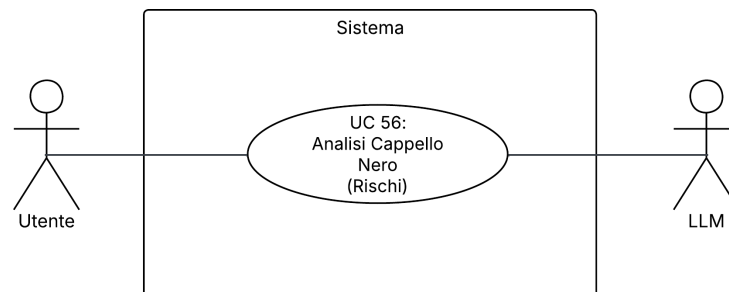 Sistema
UC 56:
Analisi Cappello
Nero
(Rischi)
Utente
LLM